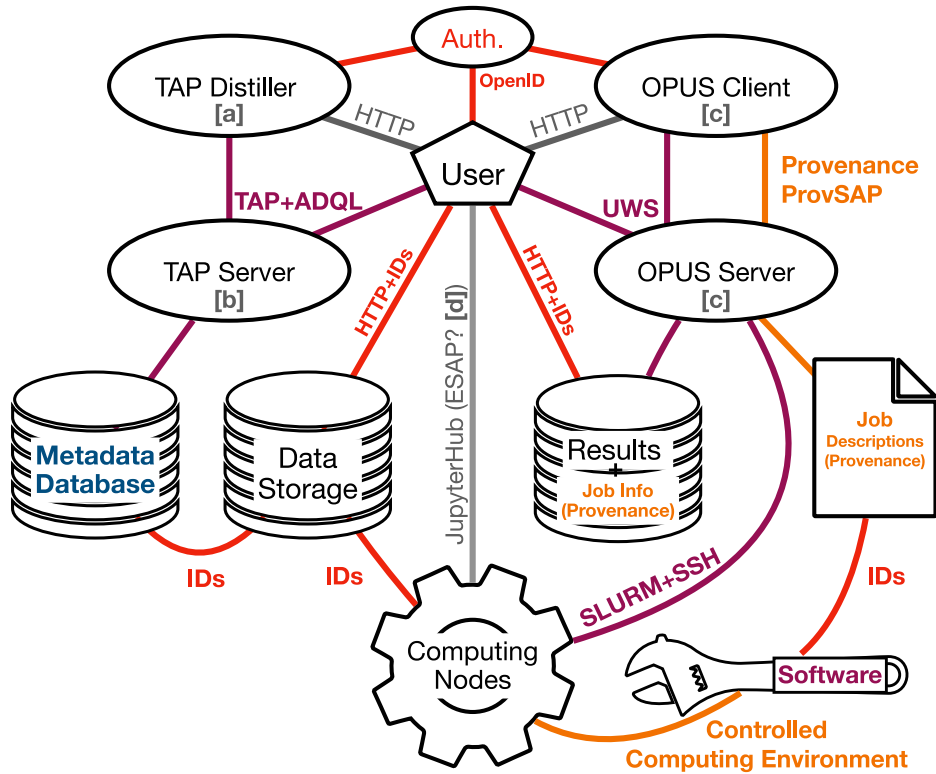 Auth.
OpenID
TAP Distiller
[a]
HTTP
HTTP
OPUS Client
[c]
User
Provenance
ProvSAP
TAP+ADQL
UWS
TAP Server
[b]
HTTP+IDs
JupyterHub (ESAP? [d])
HTTP+IDs
OPUS Server
[c]
Metadata
Database
Data
Storage
Results
+
Job Info
(Provenance)
Job
Descriptions
(Provenance)
IDs
IDs
SLURM+SSH
IDs
Computing
Nodes
Software
Controlled
Computing Environment